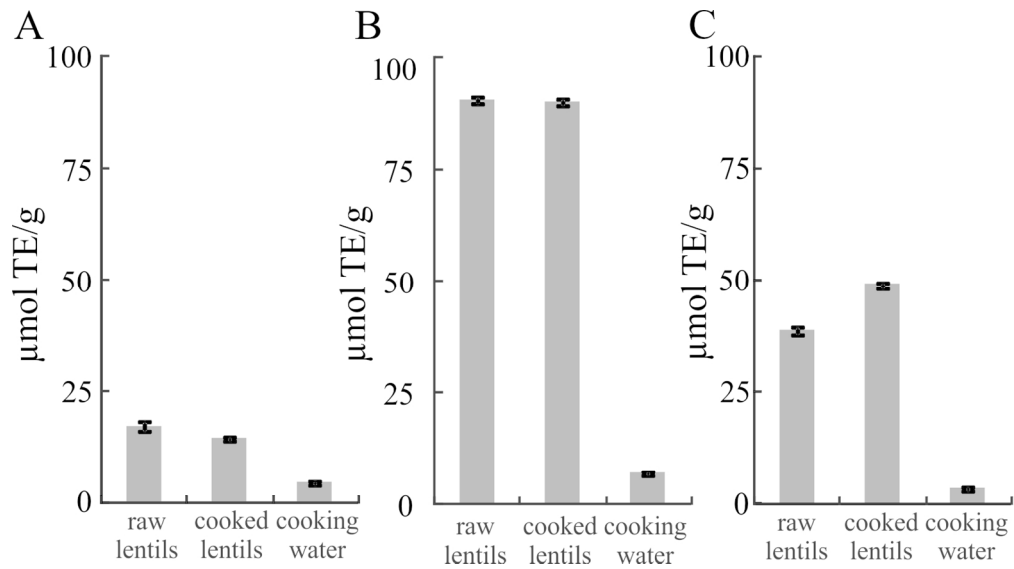 A
100
75
50
25
0
μmol TE/g
raw lentils
cooked lentils
cooking water
B
100
75
50
25
0
μmol TE/g
raw lentils
cooked lentils
cooking water
C
100
75
50
25
0
μmol TE/g
raw lentils
cooked lentils
cooking water